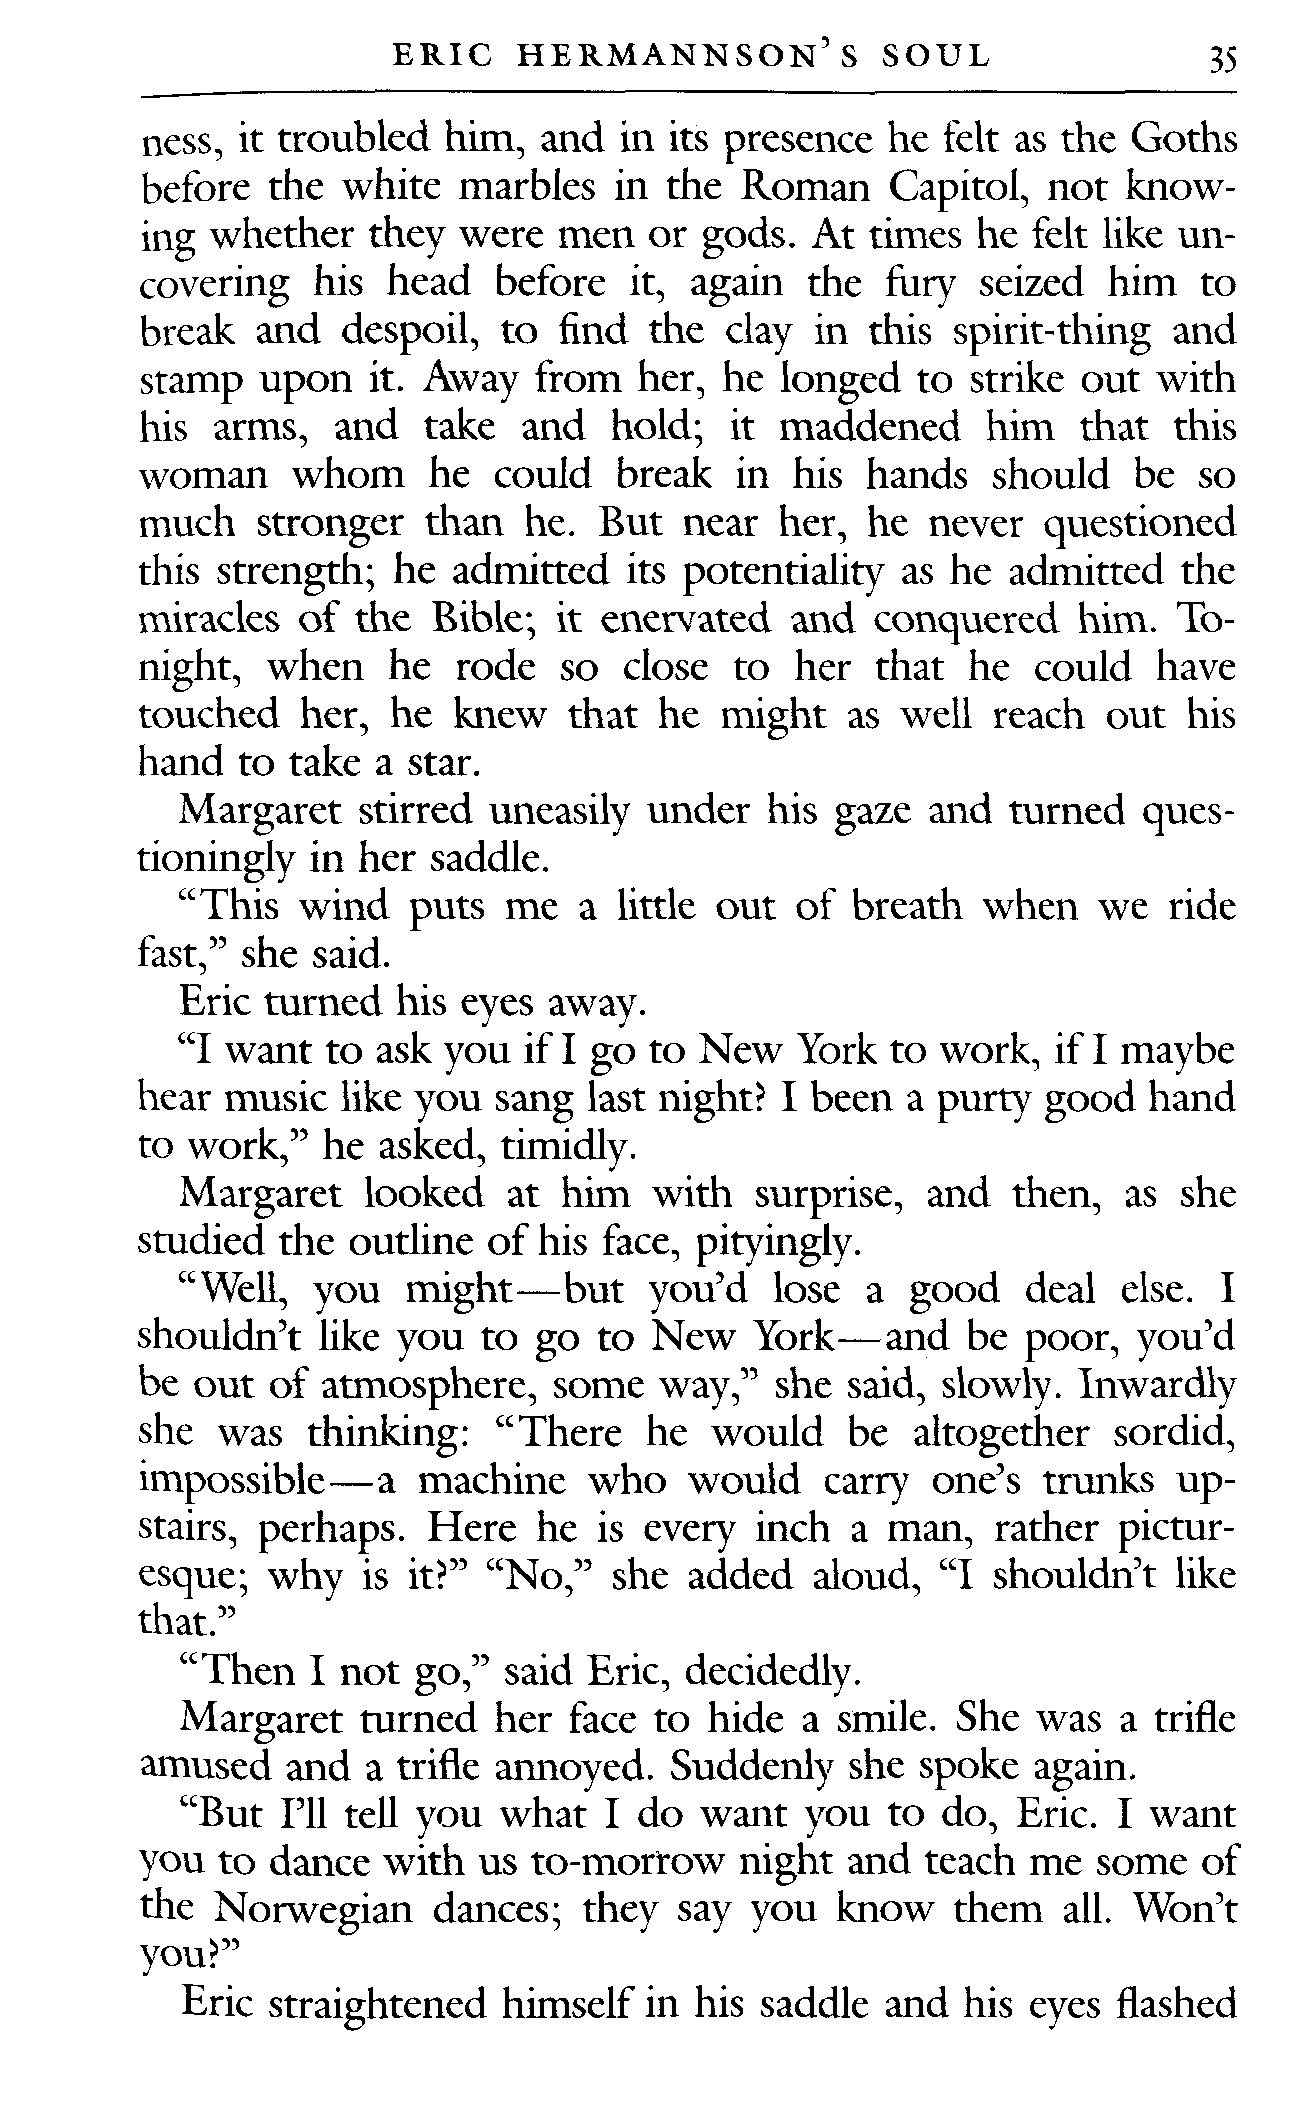 ERIC HERMANNSON'S SOUL 35
ness, it troubled him, and in its presence he felt as the Goths
before the white marbles in the Roman Capitol, not know-
ing whether they were men or gods. At times he felt like un-
covering his head before it, again the fury seized him to
break and despoil, to find the clay in this spirit-thing and
stamp upon it. Away from her, he longed to strike out with
his arms, and take and hold; it maddened him that this
woman whom he could break in his hands should be so
much stronger than he. But near her, he never questioned
this strength; he admitted its potentiality as he admitted the
miracles of the Bible; it enervated and conquered him. To-
night, when he rode so close to her that he could have
touched her, he knew that he might as well reach out his
hand to take a star.
Margaret stirred uneasily under his gaze and turned ques-
tioningly in her saddle.
“This wind puts me a little out of breath when we ride
fast,” she said.
Eric turned his eyes away.
“I want to ask you if I go to New York to work, if I maybe
hear music like you sang last night? I been a purty good hand
to work,” he asked, timidly.
Margaret looked at him with surprise, and then, as she
studied the outline of his face, pityingly.
“Well, you might—but you’d lose a good deal else. I
shouldn’t like you to go to New York—and be poor, you’d
be out of atmosphere, some way,” she said, slowly. Inwardly
she was thinking: “There he would be altogether sordid,
impossible—a machine who would carry one’s trunks up-
stairs, perhaps. Here he is every inch a man, rather pictur-
esque; why is it?” “No,” she added aloud, “I shouldn’t like
that.”
“Then I not go,” said Eric, decidedly.
Margaret turned her face to hide a smile. She was a trifle
amused and a trifle annoyed. Suddenly she spoke again.
“But I’ll tell you what I do want you to do, Eric. I want
you to dance with us to-morrow night and teach me some of
the Norwegian dances; they say you know them all. Won’t
you?”
Eric straightened himself in his saddle and his eyes flashed